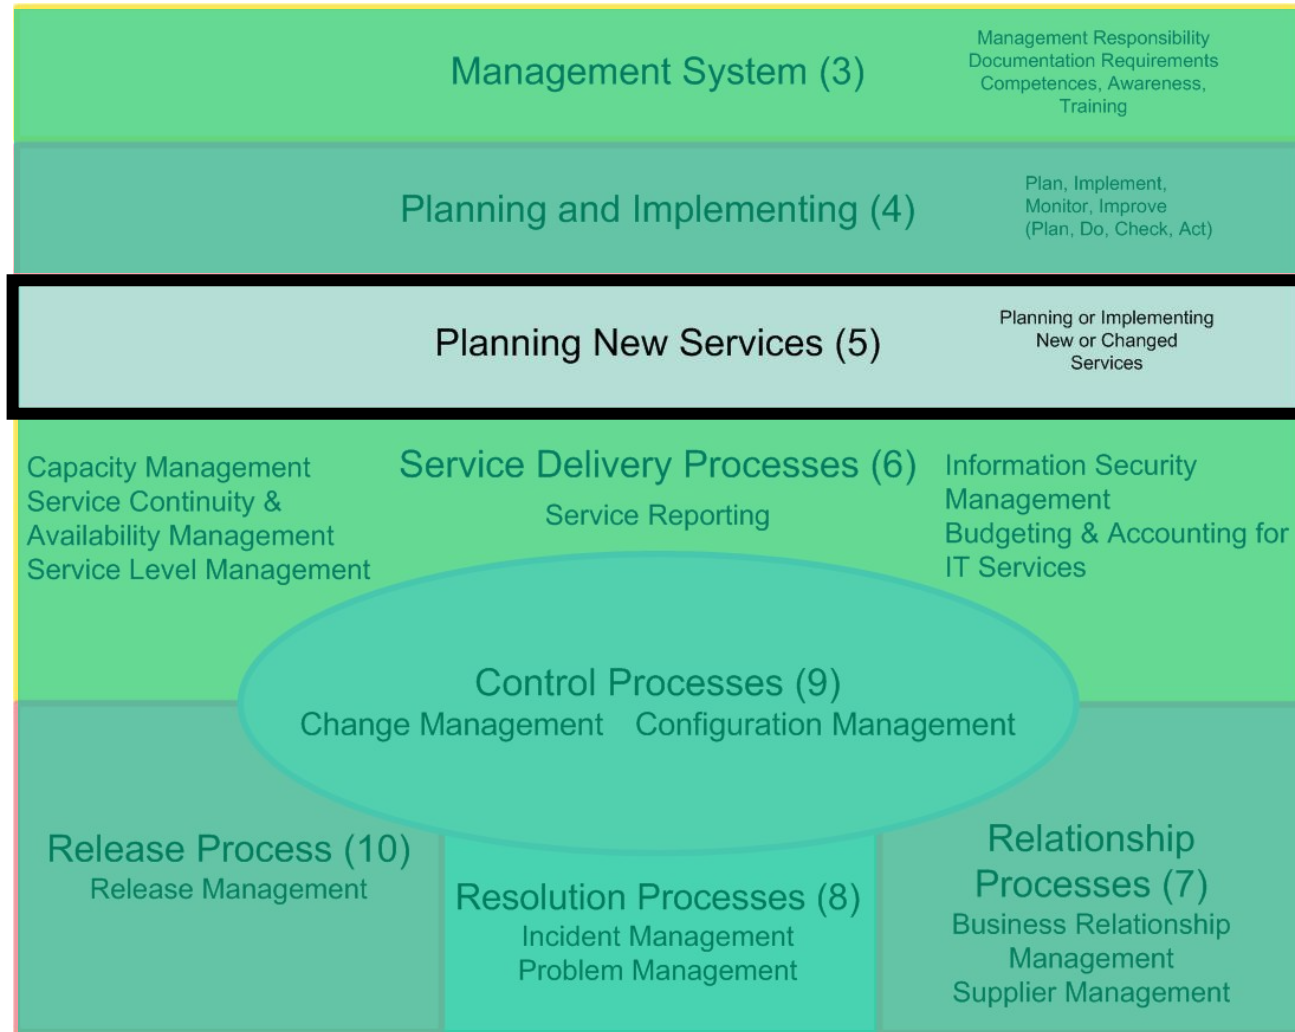 Management System (3)
Management Responsibility
Documentation Requirements
Competences, Awareness,
Training
Planning and Implementing (4)
Plan, Implement,
Monitor, Improve
(Plan, Do, Check, Act)
Planning New Services (5)
Planning or Implementing
New or Changed
Services
Capacity Management
Service Continuity &
Availability Management
Service Level Management
Service Delivery Processes (6)
Service Reporting
Information Security
Management
Budgeting & Accounting for
IT Services
Control Processes (9)
Change Management Configuration Management
Release Process (10)
Release Management
Resolution Processes (8)
Incident Management
Problem Management
Relationship
Processes (7)
Business Relationship
Management
Supplier Management